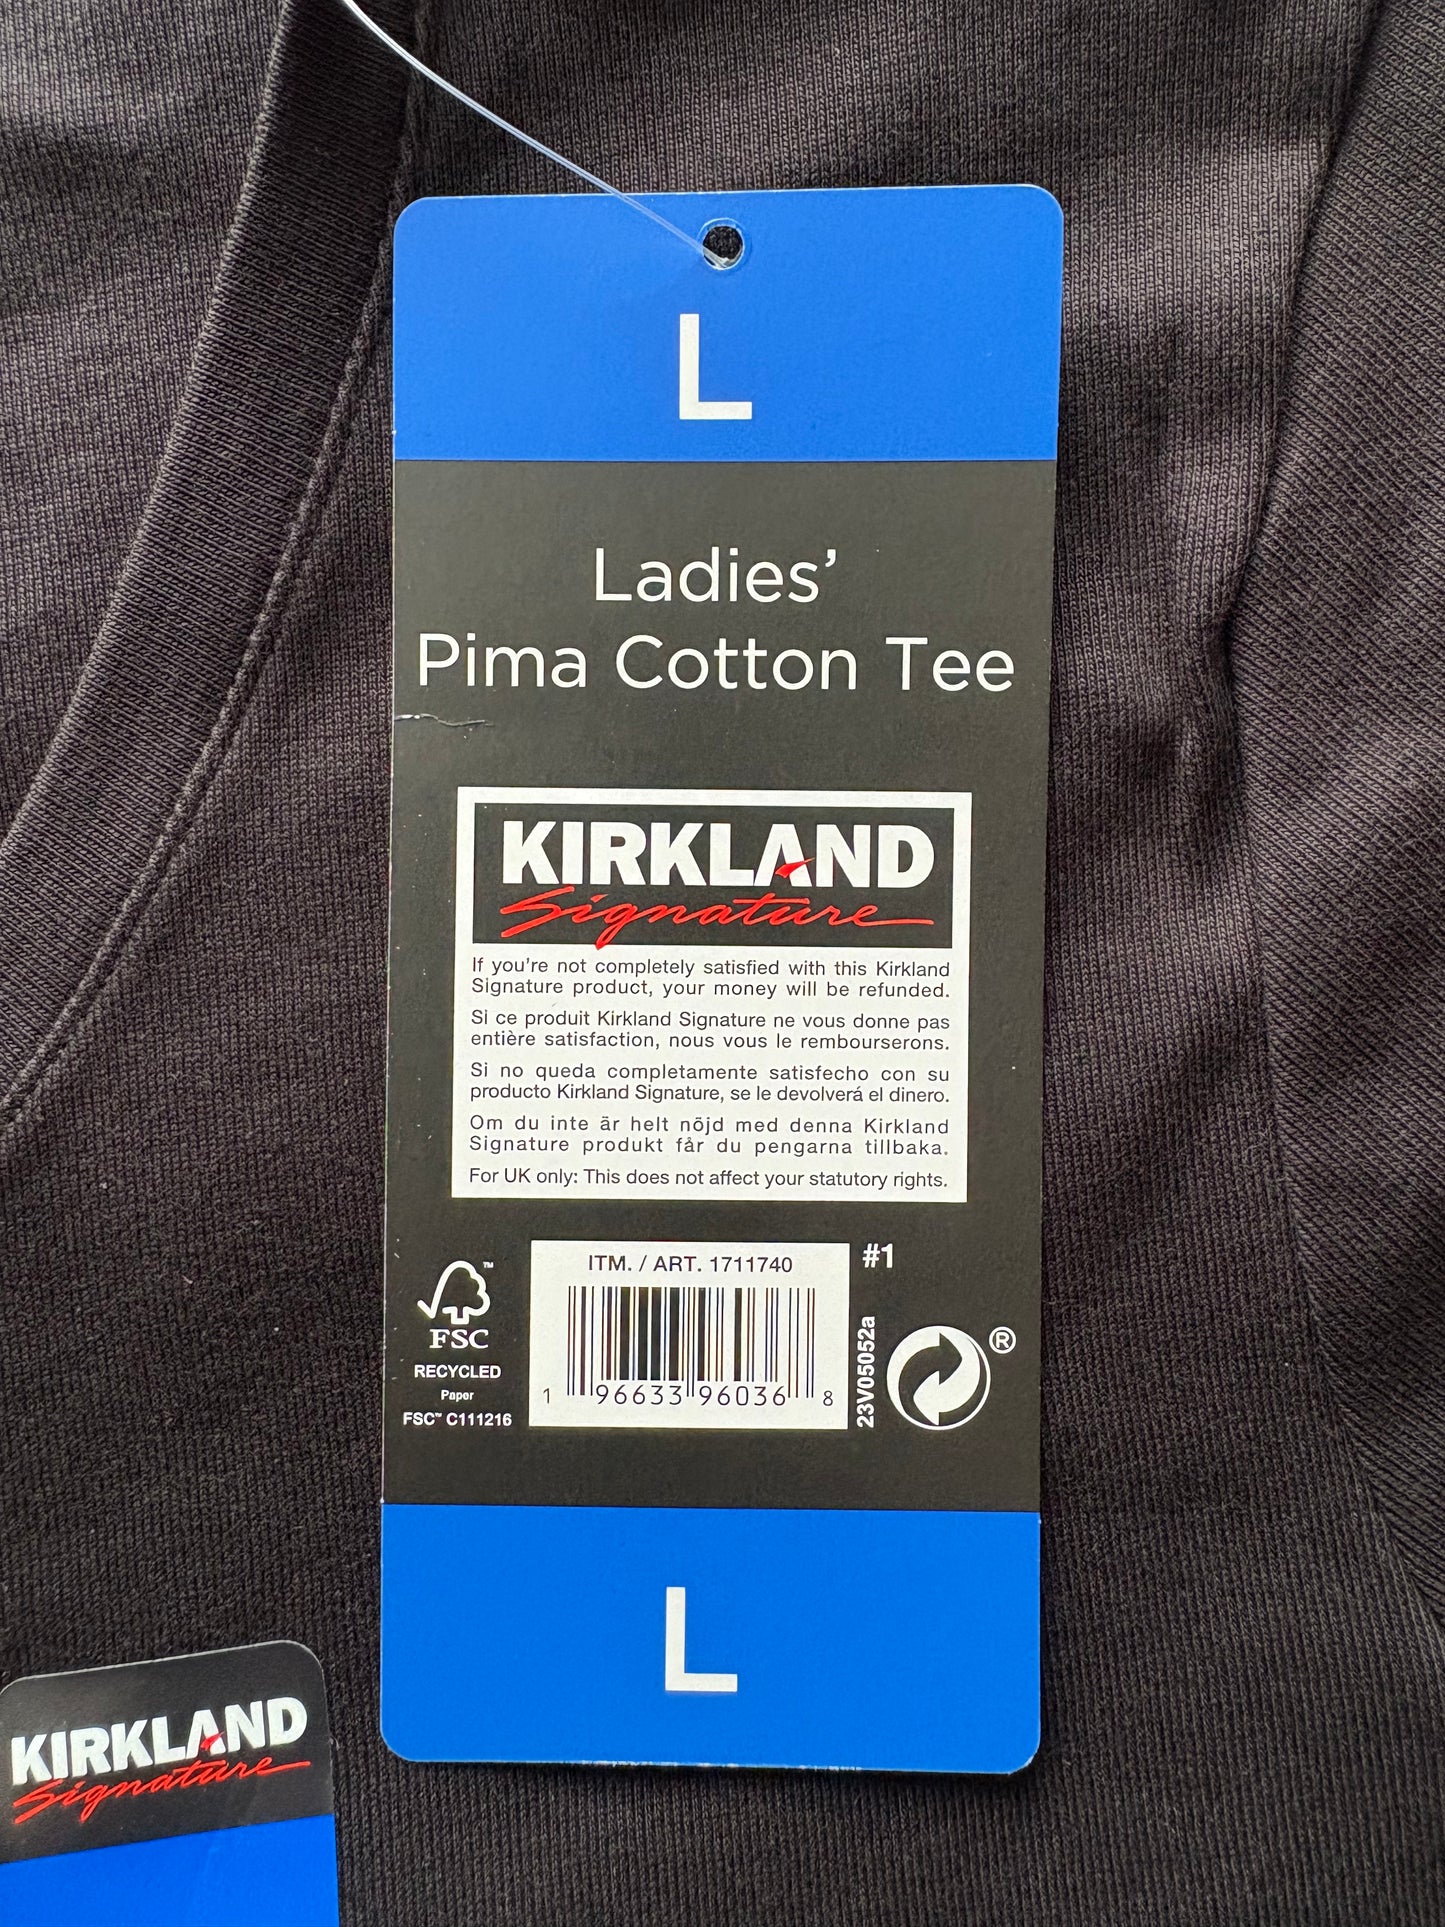 L
Ladies’
Pima Cotton Tee
KIRKLAND
Signature
If you’re not completely satisfied with this Kirkland
Signature product, your money will be refunded.
Si ce produit Kirkland Signature ne vous donne pas
entière satisfaction, nous vous le rembourserons.
Si no queda completamente satisfecho con su
producto Kirkland Signature, se le devolverá el dinero.
Om du inte är helt nöjd med denna Kirkland
Signature produkt får du pengarna tillbaka.
For UK only: This does not affect your statutory rights.
™
FSC
RECYCLED
Paper
FSC™ C111216
ITM. / ART. 1711740
1 96633 96036 8
#1
23V05052a
®
L
KIRKLAND
Signature